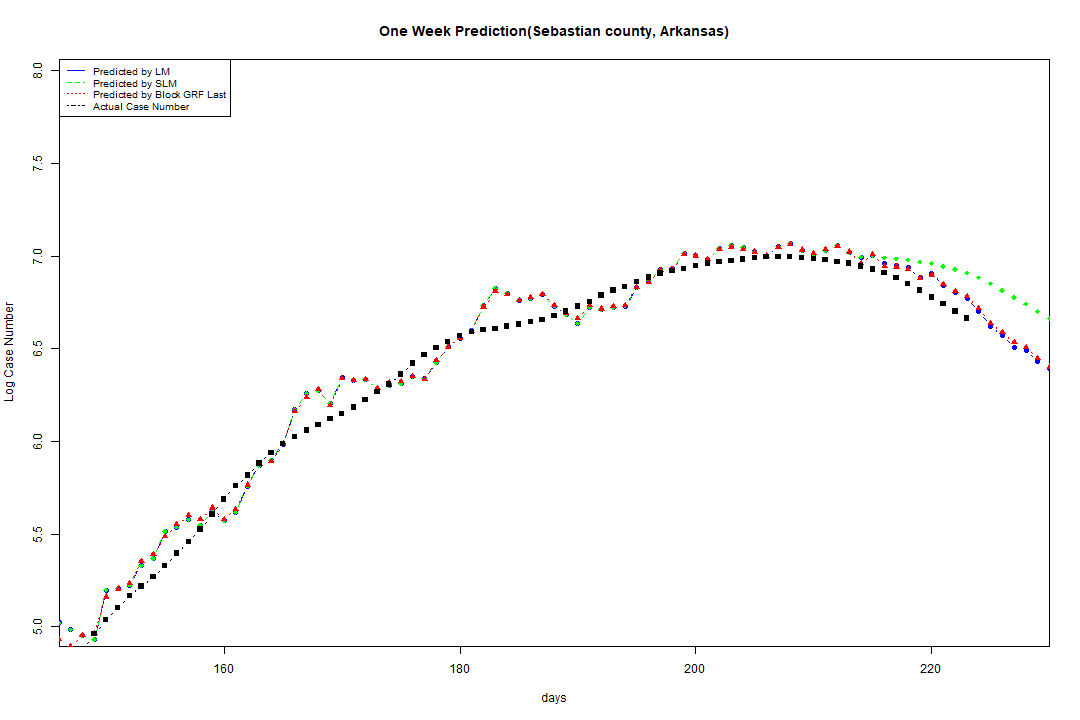 One Week Prediction(Sebastian county, Arkansas)
Predicted by LM
Predicted by SLM
Predicted by Block GRF Last
Actual Case Number
8.0
7.5
7.0
6.5
6.0
5.5
5.0
Log Case Number
160 180 200 220
days